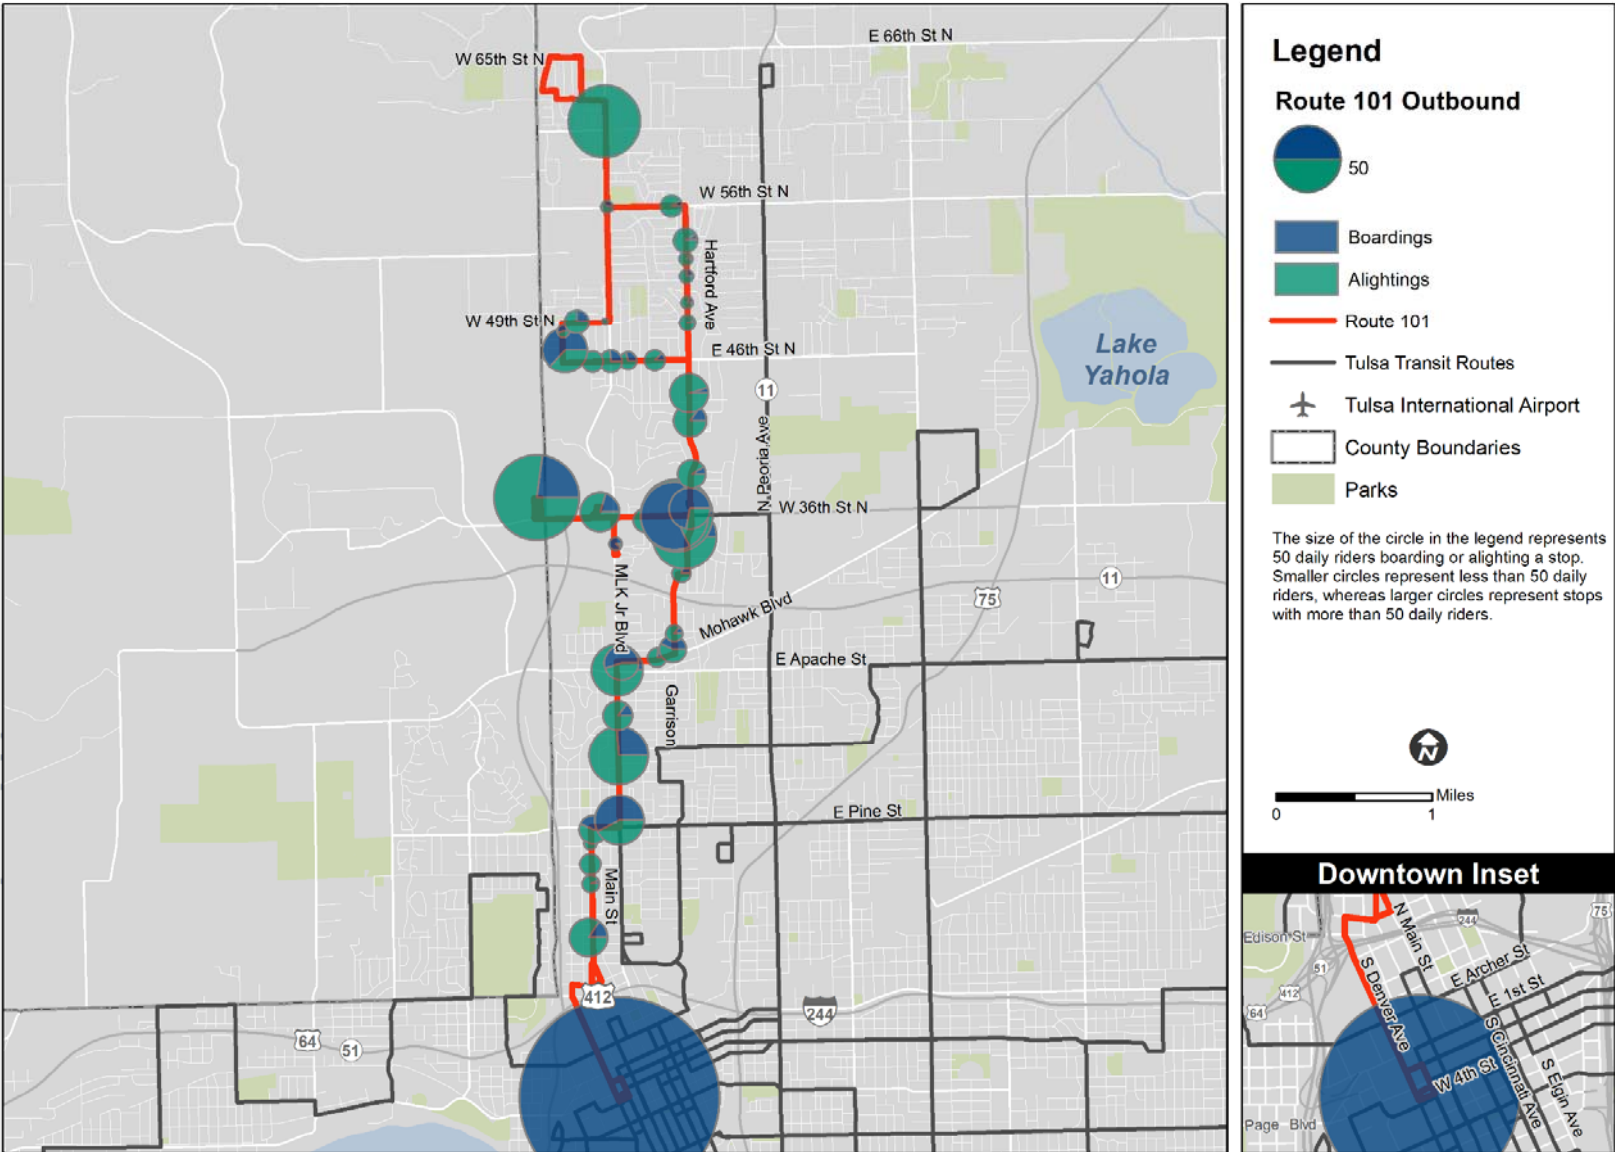 E 66th St N
W 65th St N
W 56th St N
Hartford Ave
W 49th St N
E 46th St N
Lake
Yahola
11
N Peoria Ave
W 36th St N
11
75
MLK Jr Blvd
Mohawk Blvd
E Apache St
Garrison
E Pine St
Main St
412
244
64
51
Legend
Route 101 Outbound
50
Boardings
Alightings
Route 101
Tulsa Transit Routes
Tulsa International Airport
County Boundaries
Parks
The size of the circle in the legend represents
50 daily riders boarding or alighting a stop.
Smaller circles represent less than 50 daily
riders, whereas larger circles represent stops
with more than 50 daily riders.
N
Miles
0 1
Downtown Inset
N Main St
244
75
Edison St
51
E Archer St
412
E 1st St
64
S Denver Ave
S Cincinnati Ave
W 4th St
S Elgin Ave
Page Blvd